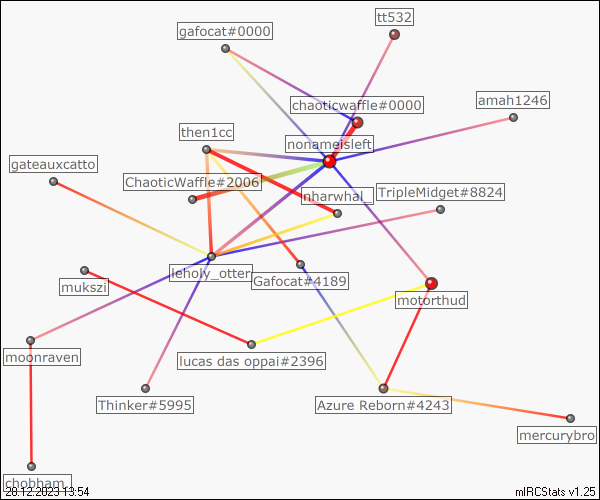 tt532
gafocat#0000
amah1246
chaoticwaffle#0000
then1cc
nonameisleft
gateauxcatto
ChaoticWaffle#2006
nharwhal_
TripleMidget#8824
leholy_otter
Gafocat#4189
mukszi
motorthud
moonraven
lucas das oppai#2396
Thinker#5995
Azure Reborn#4243
mercurybro
chobham_
20.12.2023 13:54
mIRCStats v1.25